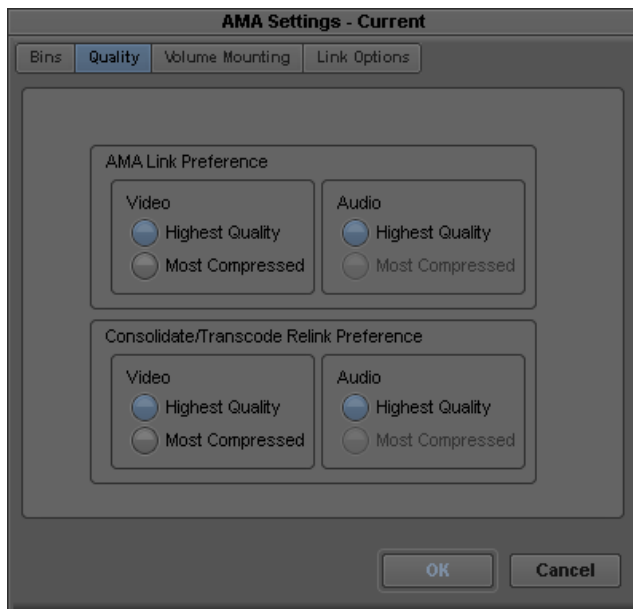 AMA Settings - Current
Bins Quality Volume Mounting Link Options
AMA Link Preference
Video Audio
Highest Quality Highest Quality
Most Compressed Most Compressed
Consolidate/Transcode Relink Preference
Video Audio
Highest Quality Highest Quality
Most Compressed Most Compressed
OK Cancel